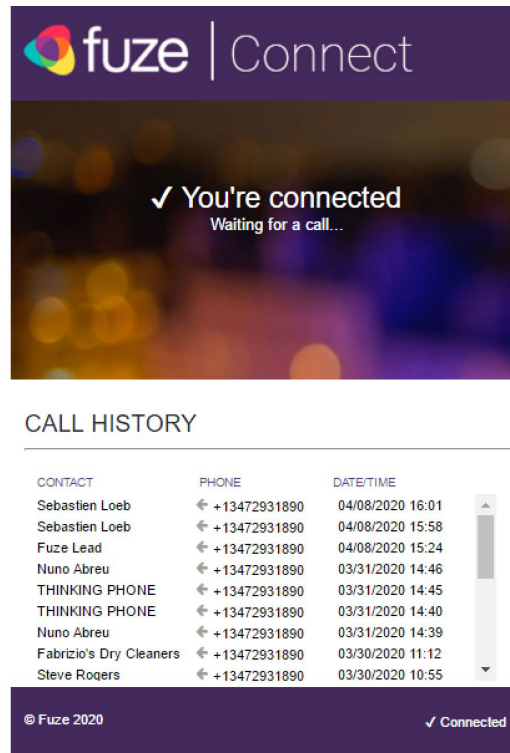 fuze | Connect
✓ You're connected
Waiting for a call...
CALL HISTORY
CONTACT PHONE DATE/TIME
Sebastien Loeb ← +13472931890 04/08/2020 16:01
Sebastien Loeb ← +13472931890 04/08/2020 15:58
Fuze Lead ← +13472931890 04/08/2020 15:24
Nuno Abreu ← +13472931890 03/31/2020 14:46
THINKING PHONE ← +13472931890 03/31/2020 14:45
THINKING PHONE ← +13472931890 03/31/2020 14:40
Nuno Abreu ← +13472931890 03/31/2020 14:39
Fabrizio's Dry Cleaners ← +13472931890 03/30/2020 11:12
Steve Rogers ← +13472931890 03/30/2020 10:55
© Fuze 2020 ✓ Connected